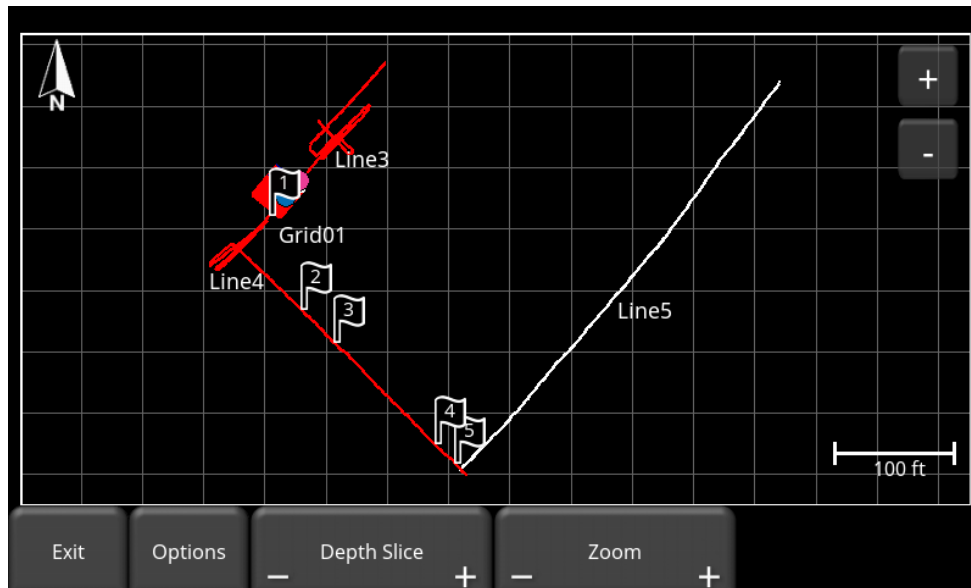 N
+
-
Line3
1
Grid01
Line4
2
3
Line5
4
5
100 ft
Exit
Options
Depth Slice
− +
Zoom
− +